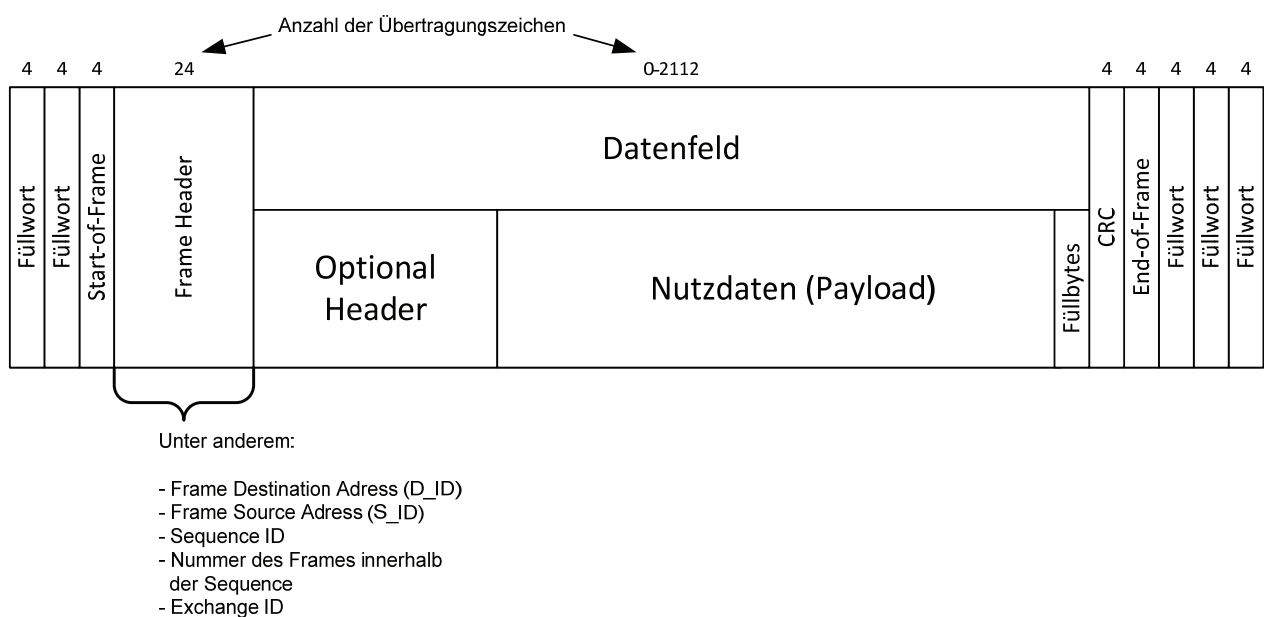 Anzahl der Übertragungszeichen
4 4 4 24 0-2112 4 4 4 4 4
Füllwort
Füllwort
Start-of-Frame
Frame Header
Datenfeld
Optional
Header
Nutzdaten (Payload)
Füllbytes
CRC
End-of-Frame
Füllwort
Füllwort
Füllwort
Unter anderem:
- Frame Destination Adress (D_ID)
- Frame Source Adress (S_ID)
- Sequence ID
- Nummer des Frames innerhalb
der Sequence
- Exchange ID